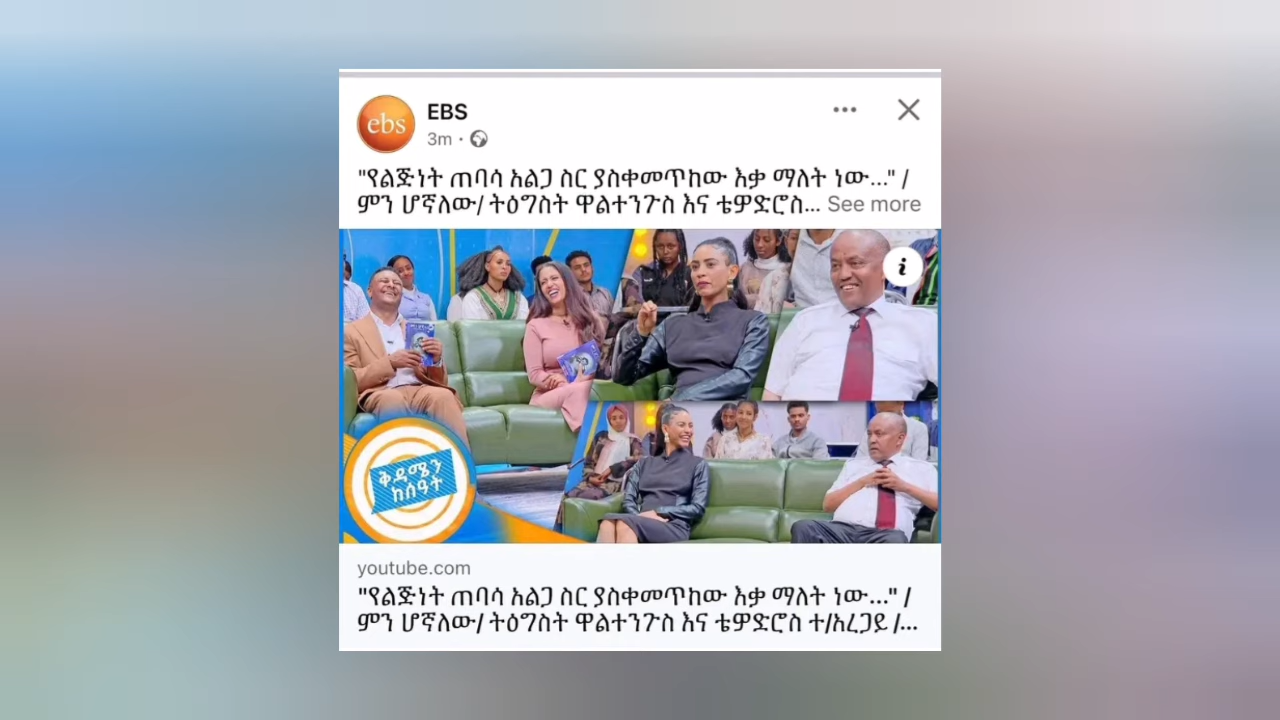 ebs
EBS
3m ·
"የልጅነት ጠባሳ አልጋ ስር ያስቀመጥከው እቃ ማለት ነው..." /
ምን ሆኛለው/ ትዕግስት ዋልተንጉስ እና ቴዎድሮስ... See more
ቅዳሜን
ከሰዓት
youtube.com
"የልጅነት ጠባሳ አልጋ ስር ያስቀመጥከው እቃ ማለት ነው..." /
ምን ሆኛለው/ ትዕግስት ዋልተንጉስ እና ቴዎድሮስ ተ/አረጋይ /...